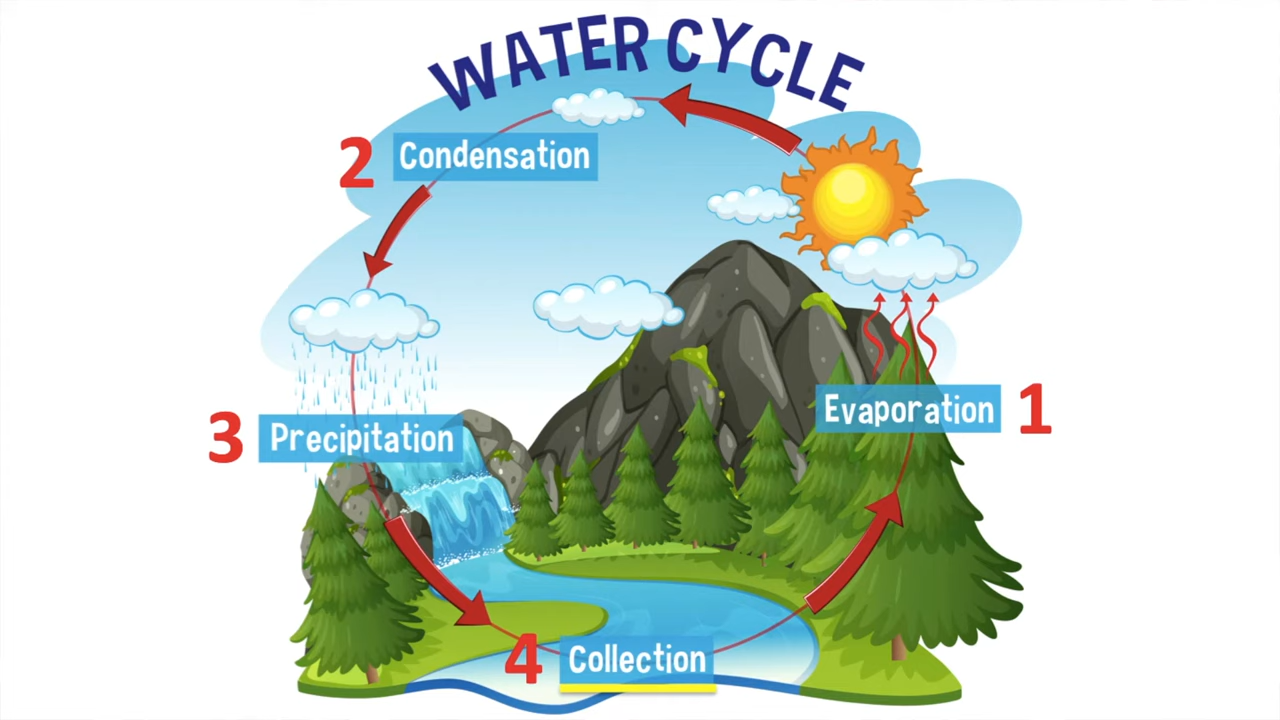 WATER CYCLE
2 Condensation
Evaporation 1
3 Precipitation
4 Collection